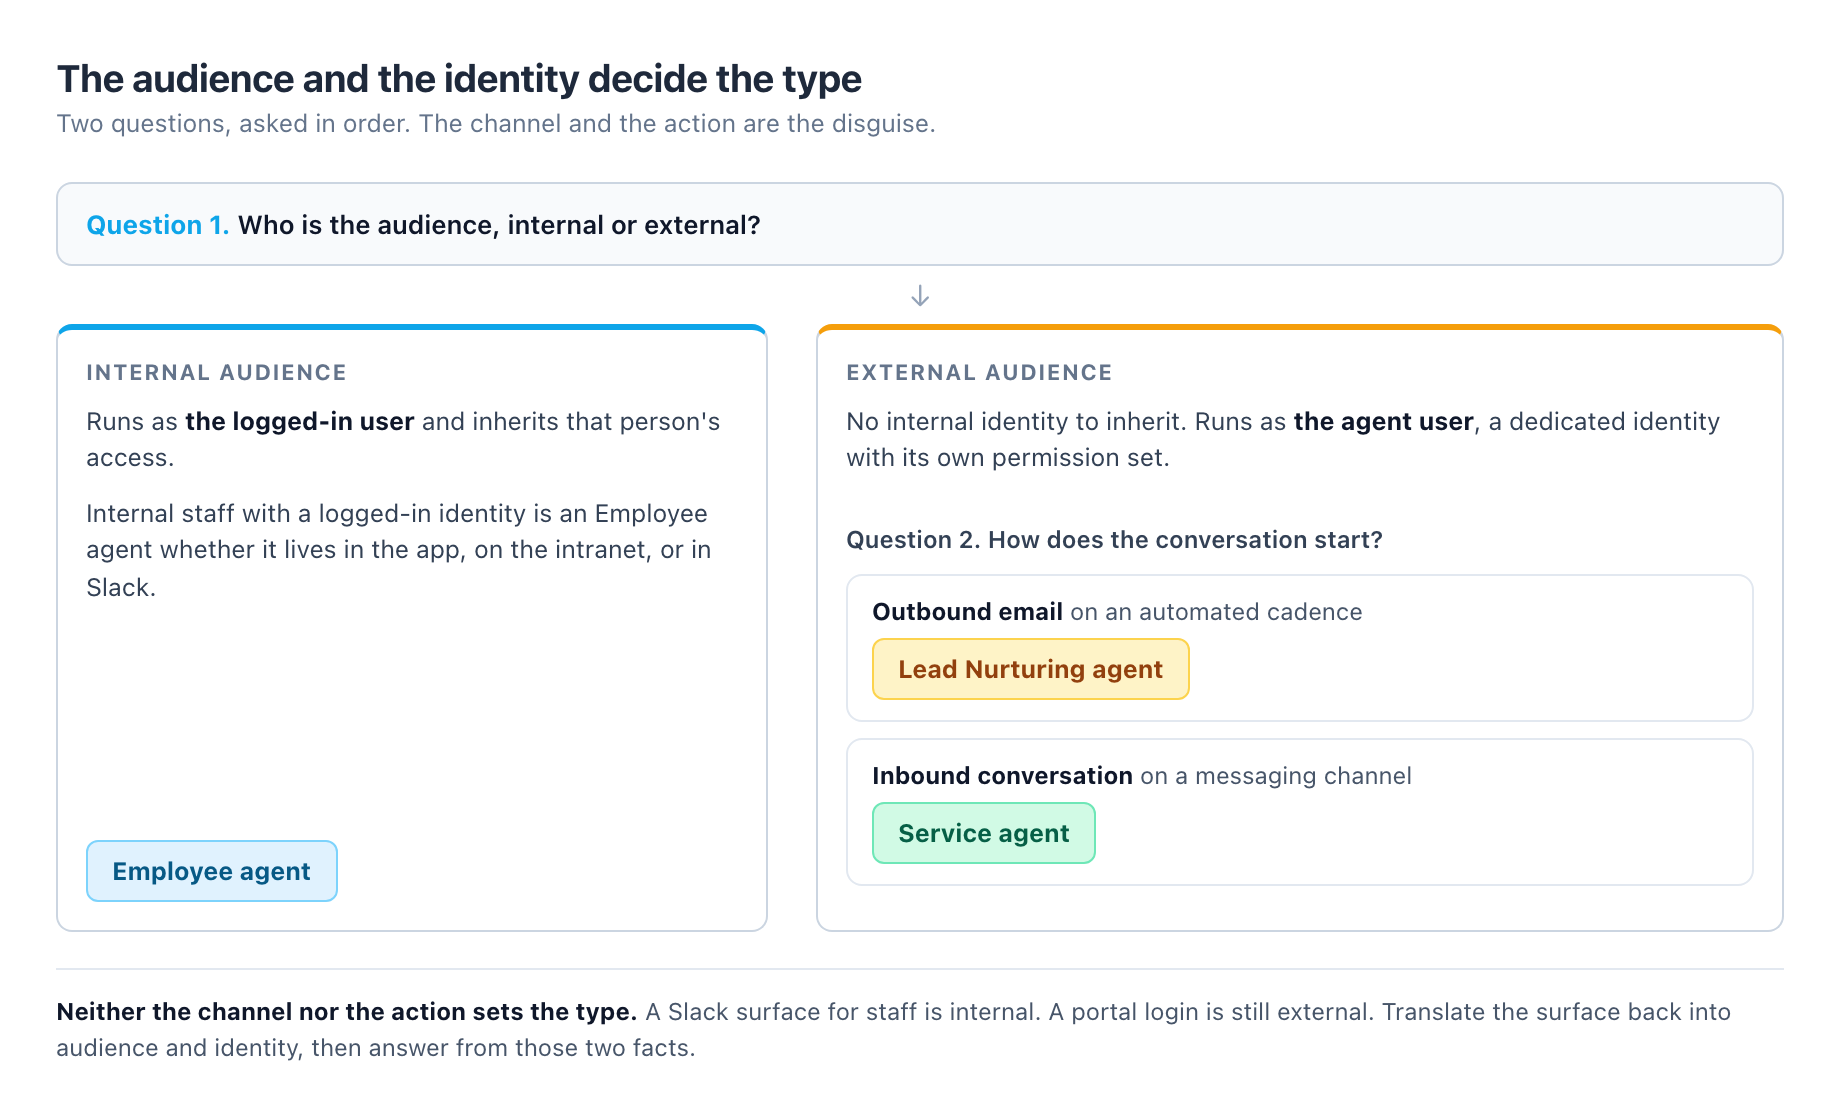 The audience and the identity decide the type
Two questions, asked in order. The channel and the action are the disguise.
Question 1. Who is the audience, internal or external?
INTERNAL AUDIENCE
Runs as the logged-in user and inherits that person's
access.
Internal staff with a logged-in identity is an Employee
agent whether it lives in the app, on the intranet, or in
Slack.
Employee agent
EXTERNAL AUDIENCE
No internal identity to inherit. Runs as the agent user, a dedicated identity
with its own permission set.
Question 2. How does the conversation start?
Outbound email on an automated cadence
Lead Nurturing agent
Inbound conversation on a messaging channel
Service agent
Neither the channel nor the action sets the type. A Slack surface for staff is internal. A portal login is still external. Translate the surface back into
audience and identity, then answer from those two facts.